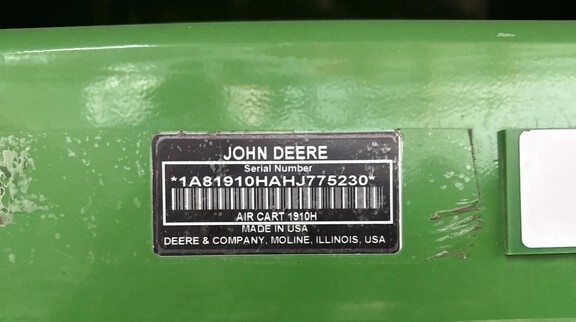 JOHN DEERE
Serial Number
*1A81910HAHJ775230*
AIR CART 1910H
MADE IN USA
DEERE & COMPANY, MOLINE, ILLINOIS, USA